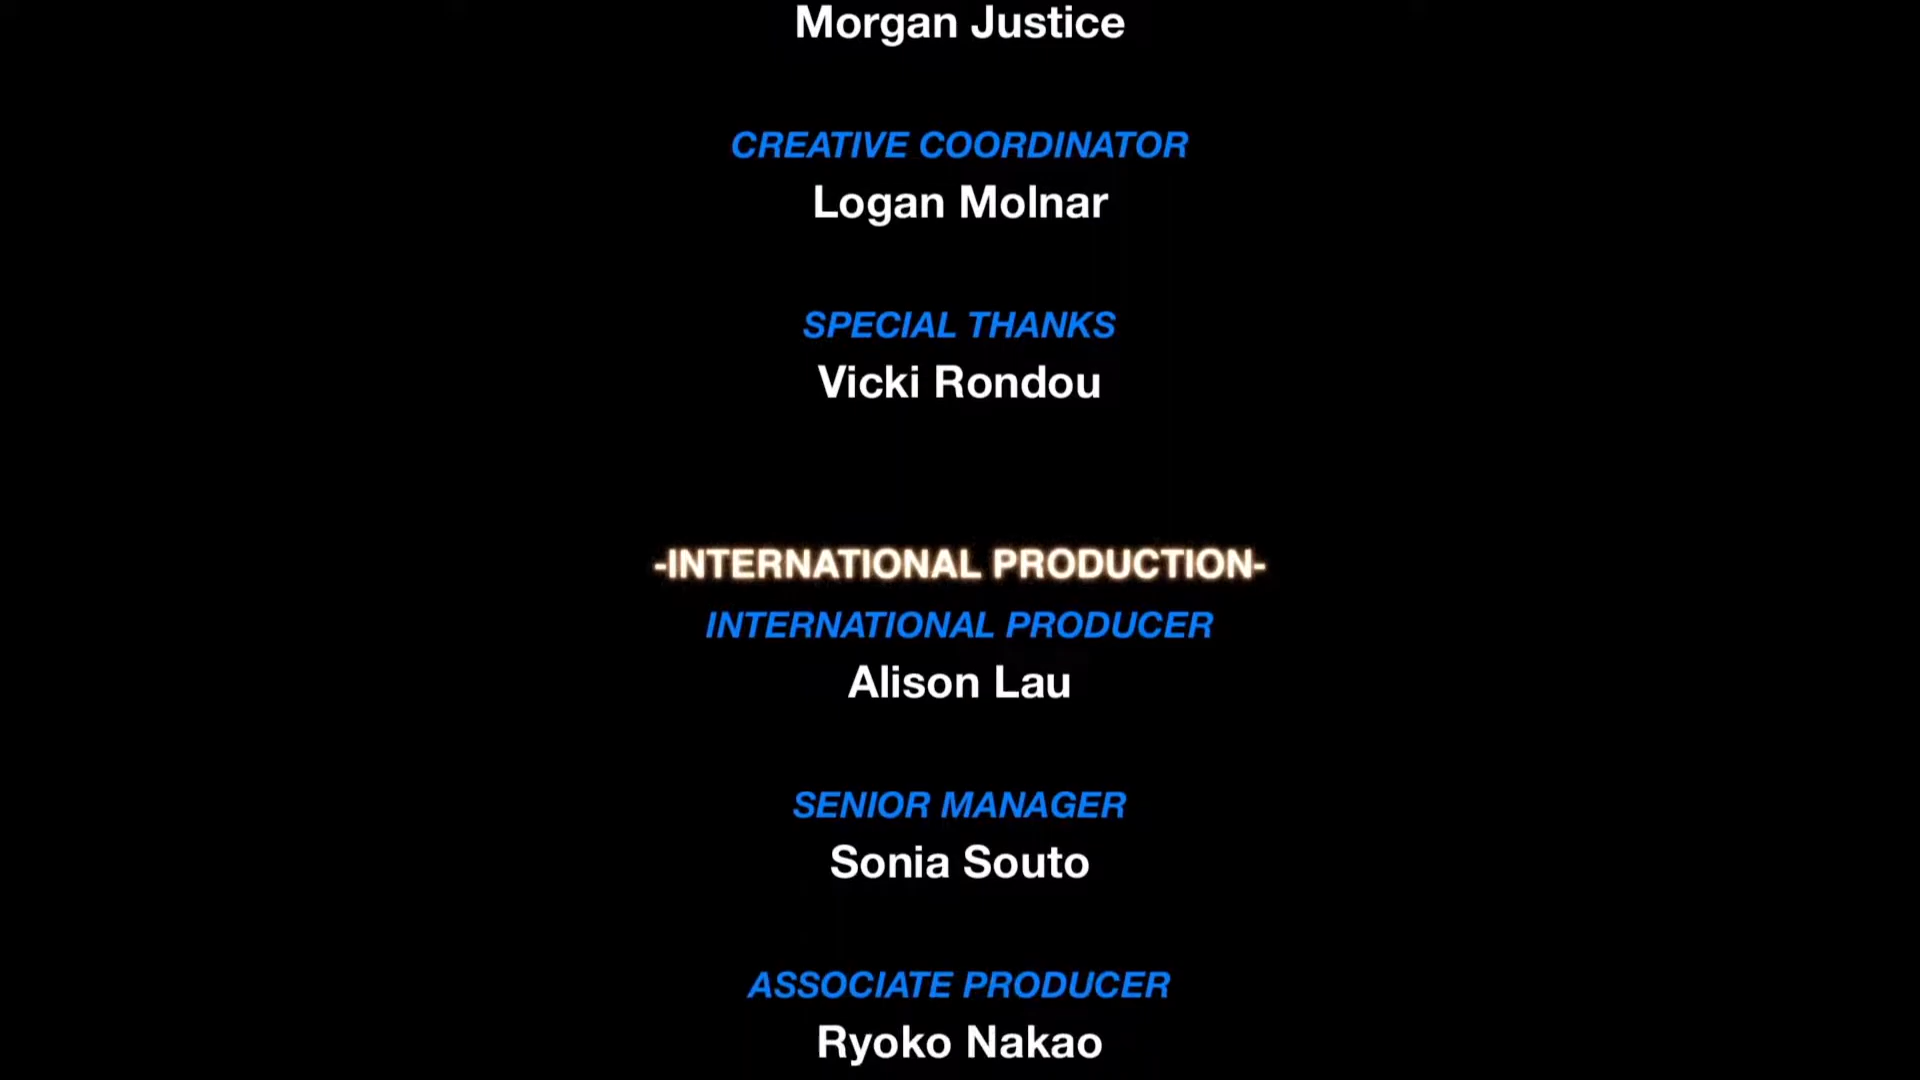 Morgan Justice
CREATIVE COORDINATOR
Logan Molnar
SPECIAL THANKS
Vicki Rondou
-INTERNATIONAL PRODUCTION-
INTERNATIONAL PRODUCER
Alison Lau
SENIOR MANAGER
Sonia Souto
ASSOCIATE PRODUCER
Ryoko Nakao